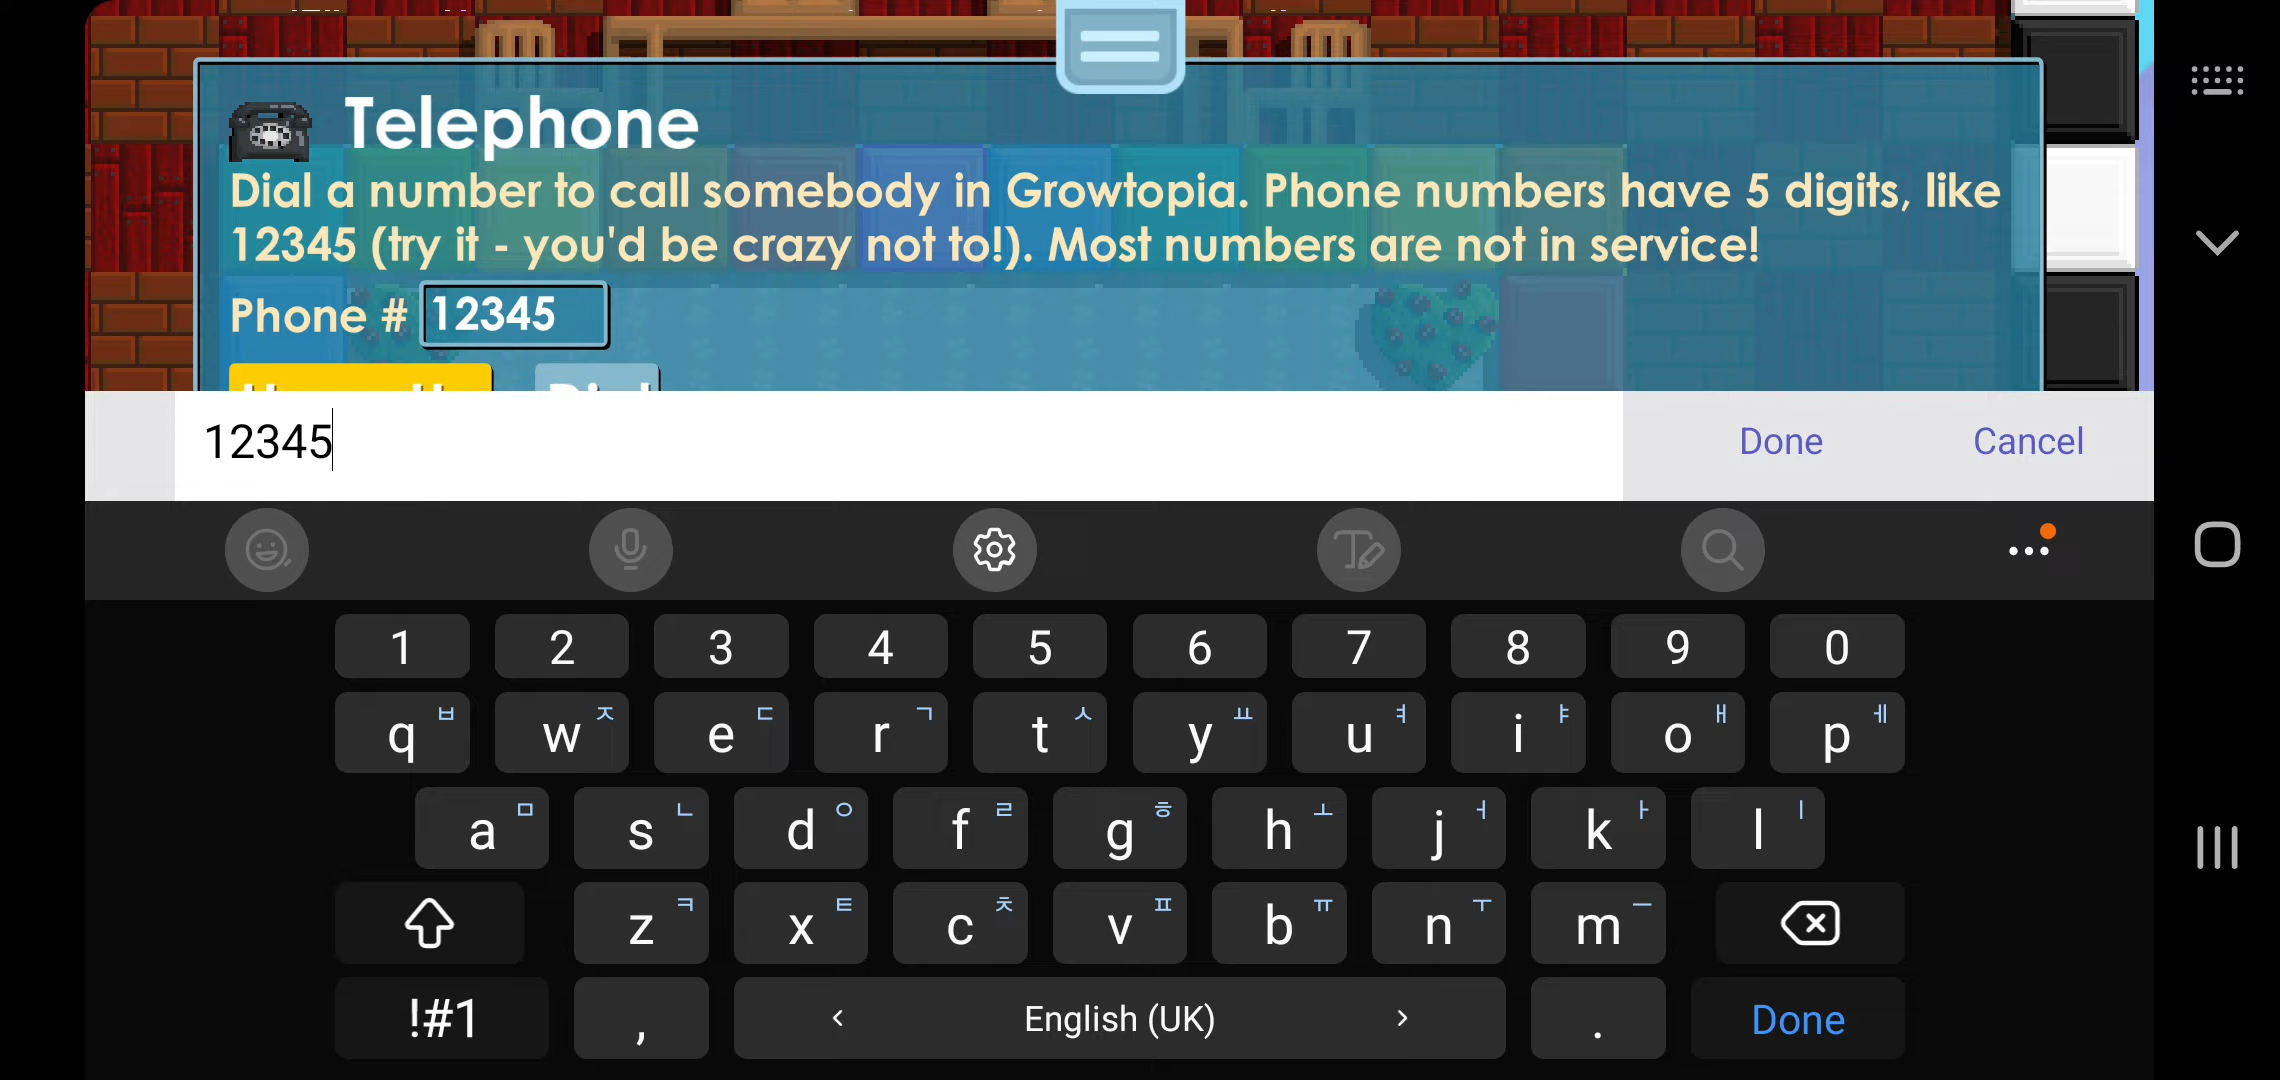 Telephone
Dial a number to call somebody in Growtopia. Phone numbers have 5 digits, like
12345 (try it - you'd be crazy not to!). Most numbers are not in service!
Phone # 12345
12345 Done Cancel
1 2 3 4 5 6 7 8 9 0
q ㅂ w ㅈ e ㄷ r ㄱ t ㅅ y ㅛ u ㅕ i ㅑ o ㅐ p ㅔ
a ㅁ s ㄴ d ㅇ f ㄹ g ㅎ h ㅗ j ㅓ k ㅏ l ㅣ
z ㅋ x ㅌ c ㅊ v ㅍ b ㅠ n ㅜ m ㅡ
!#1 , < English (UK) > . Done